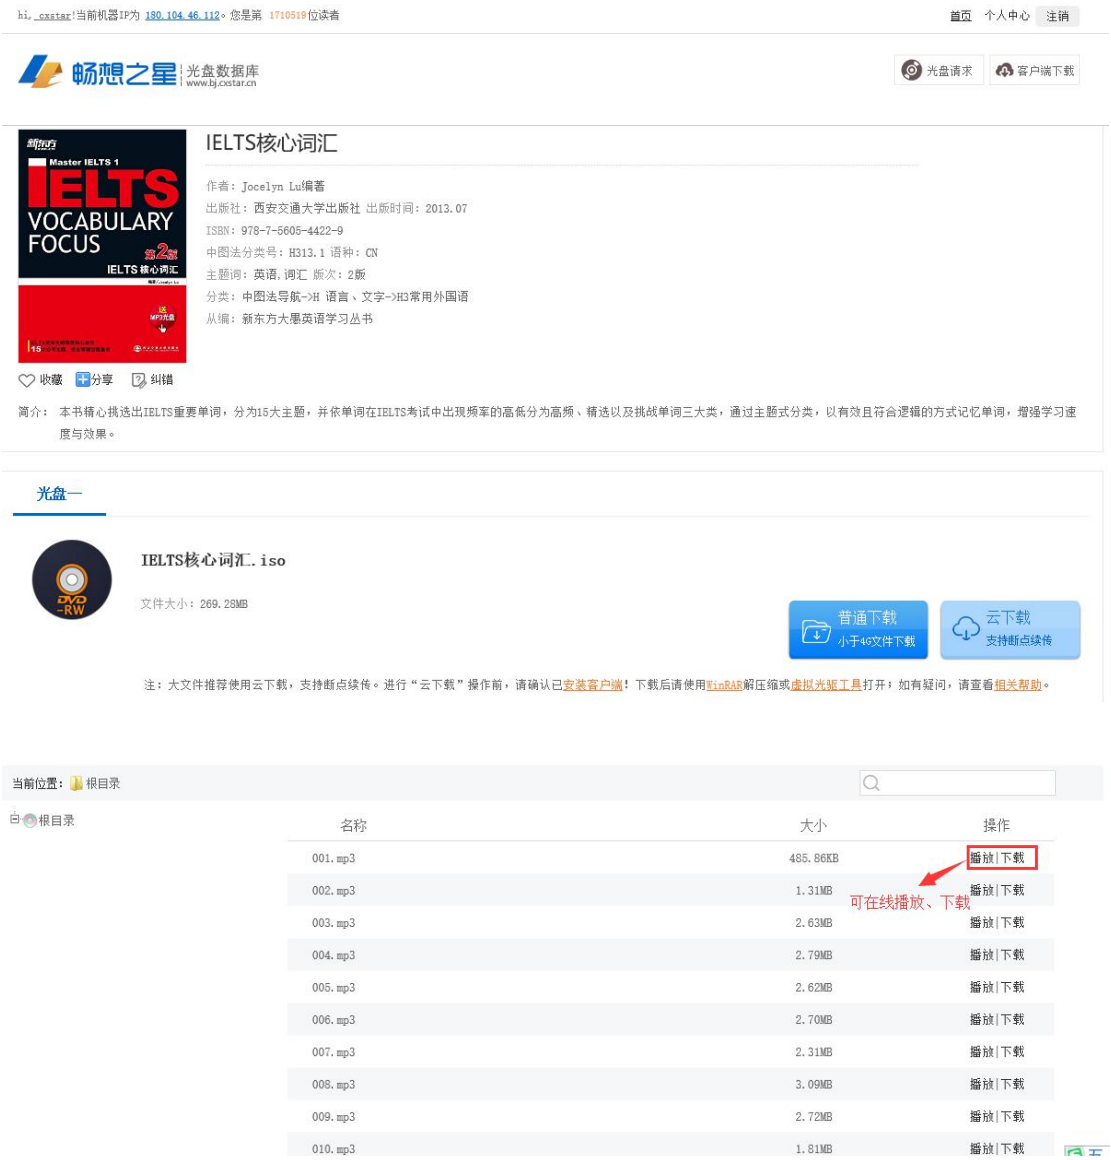 hi, cxstar!当前机器IP为 180.104.46.112。您是第 1710519位读者
首页 个人中心 注销
畅想之星 光盘数据库
www.bj.cxstar.cn
光盘请求 客户端下载
新东方
Master IELTS 1
IELTS
VOCABULARY
FOCUS
第2版
IELTS 核心词汇
送
MP3光盘
IELTS核心词汇
作者: Jocelyn Lu编著
出版社: 西安交通大学出版社 出版时间: 2013.07
ISBN: 978-7-5605-4422-9
中图法分类号: H313.1 语种: CN
主题词: 英语,词汇 版次: 2版
分类: 中图法导航->H 语言、文字->H3常用外国语
从编: 新东方大愚英语学习丛书
收藏 分享 纠错
简介: 本书精心挑选出IELTS重要单词，分为15大主题，并依单词在IELTS考试中出现频率的高低分为高频、精选以及挑战单词三大类，通过主题式分类，以有效且符合逻辑的方式记忆单词，增强学习速
度与效果。
光盘一
IELTS核心词汇.iso
DVD
-RW
文件大小: 269.28MB
普通下载
小于4G文件下载
云下载
支持断点续传
注: 大文件推荐使用云下载，支持断点续传。进行“云下载”操作前，请确认已安装客户端! 下载后请使用WinRAR解压缩或虚拟光驱工具打开; 如有疑问，请查看相关帮助。
当前位置: 根目录
根目录
名称 大小 操作
001.mp3 485.86KB 播放|下载
002.mp3 1.31MB 播放|下载
可在线播放、下载
003.mp3 2.63MB 播放|下载
004.mp3 2.79MB 播放|下载
005.mp3 2.62MB 播放|下载
006.mp3 2.70MB 播放|下载
007.mp3 2.31MB 播放|下载
008.mp3 3.09MB 播放|下载
009.mp3 2.72MB 播放|下载
010.mp3 1.81MB 播放|下载